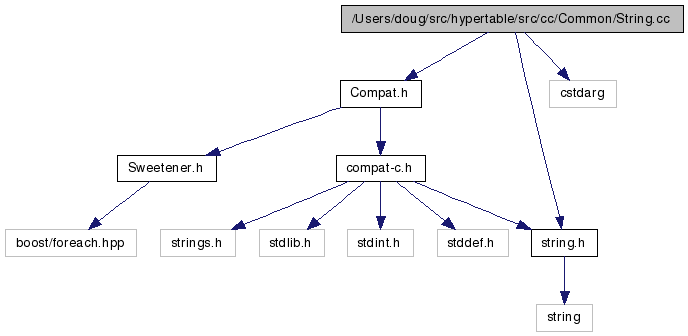 /Users/doug/src/hypertable/src/cc/Common/String.cc
Compat.h
cstdarg
Sweetener.h
compat-c.h
boost/foreach.hpp
strings.h
stdlib.h
stdint.h
stddef.h
string.h
string